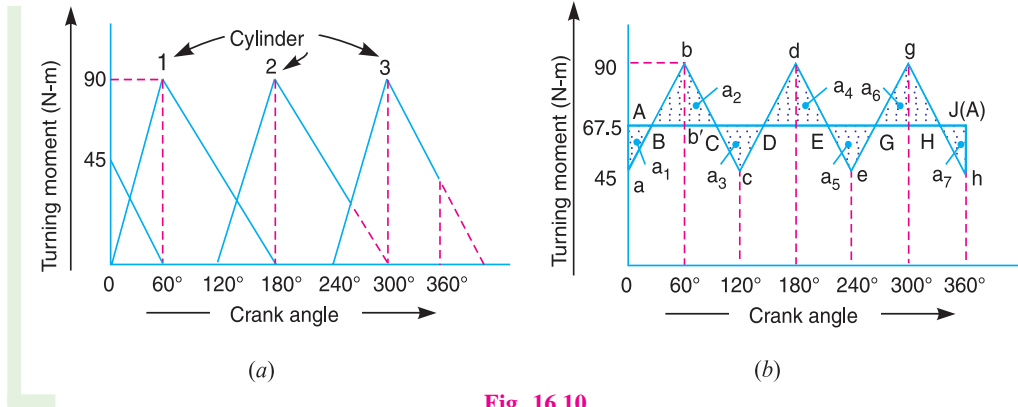 Turning moment (N-m)
Cylinder
1
2
3
90
45
0 60° 120° 180° 240° 300° 360°
Crank angle
(a)
Turning moment (N-m)
b
d
g
90
a₂
a₄
a₆
A
J(A)
67.5
B
b′
C
D
E
G
H
a₁
a₃
a₅
a₇
45
a
c
e
h
0 60° 120° 180° 240° 300° 360°
Crank angle
(b)
Fig. 16.10